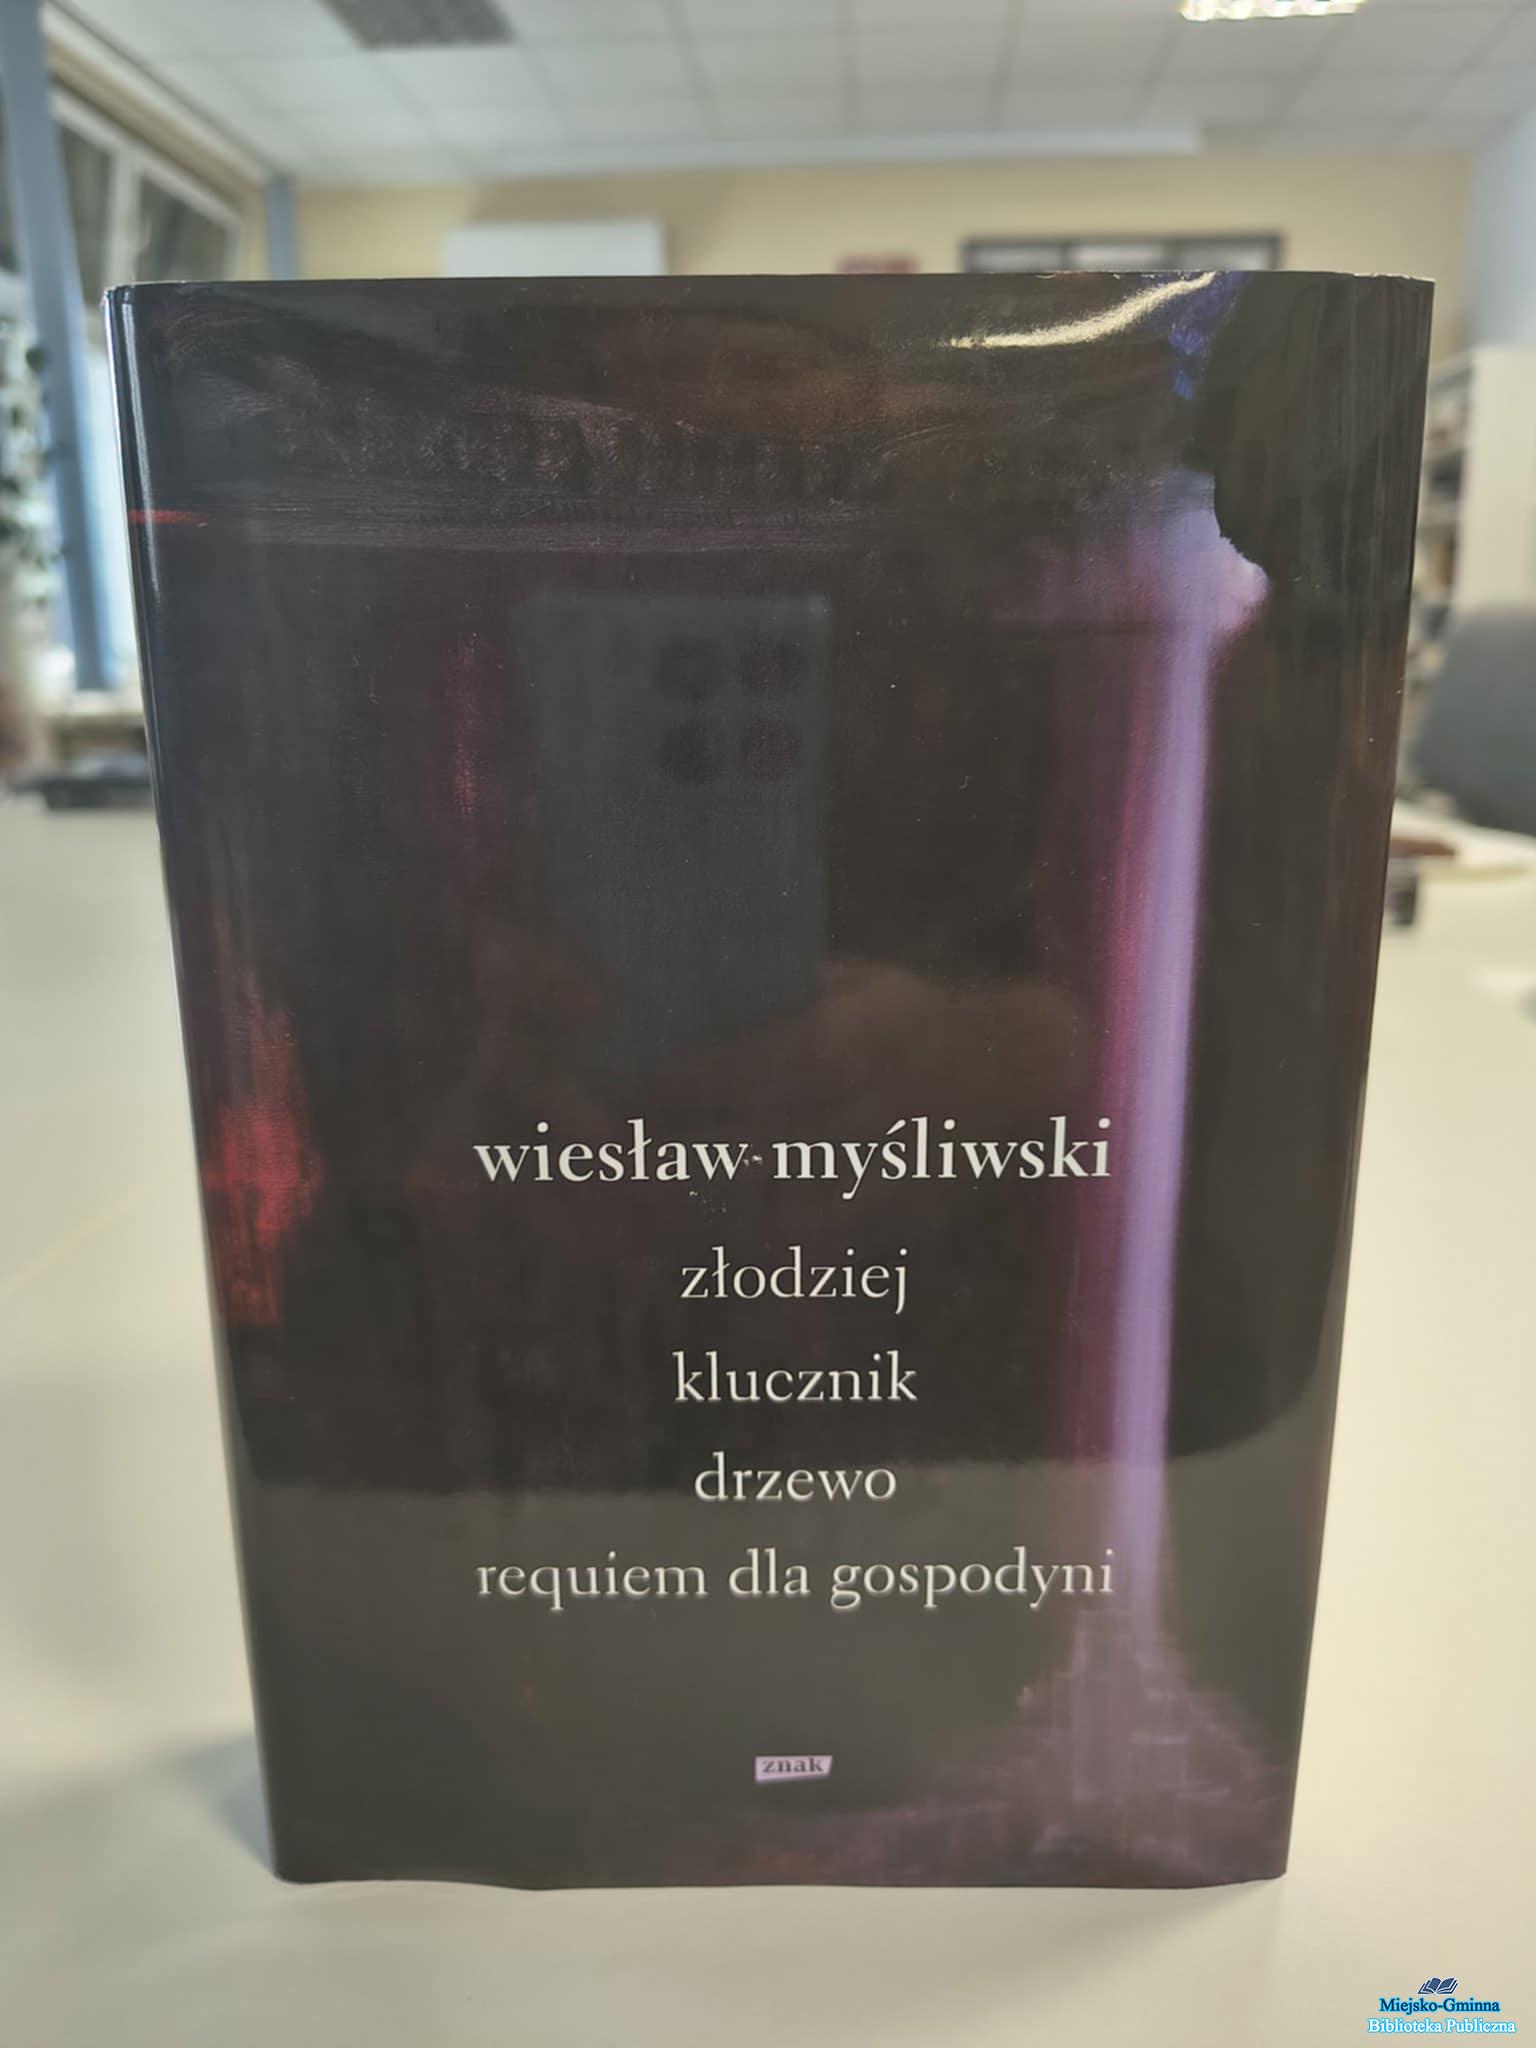 wiesław myśliwski
złodziej
klucznik
drzewo
requiem dla gospodyni
znak
Miejsko-Gminna
Biblioteka Publiczna